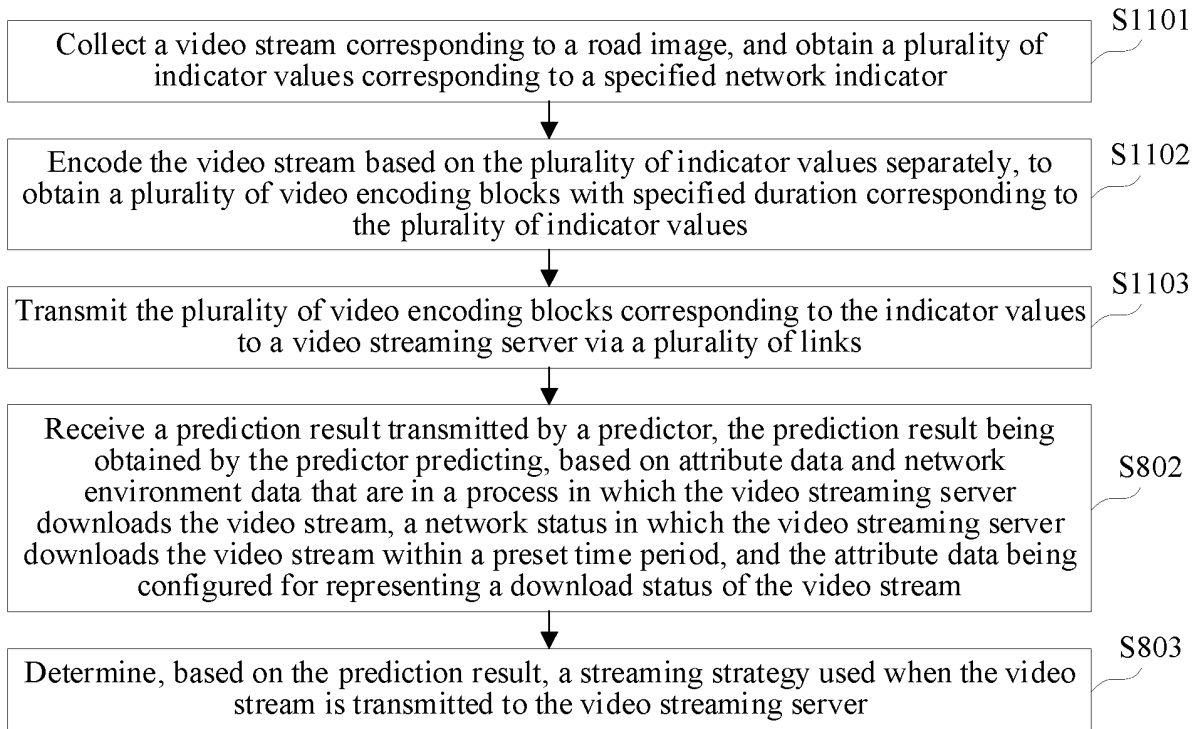 S1101
Collect a video stream corresponding to a road image, and obtain a plurality of
indicator values corresponding to a specified network indicator
S1102
Encode the video stream based on the plurality of indicator values separately, to
obtain a plurality of video encoding blocks with specified duration corresponding to
the plurality of indicator values
S1103
Transmit the plurality of video encoding blocks corresponding to the indicator values
to a video streaming server via a plurality of links
S802
Receive a prediction result transmitted by a predictor, the prediction result being
obtained by the predictor predicting, based on attribute data and network
environment data that are in a process in which the video streaming server
downloads the video stream, a network status in which the video streaming server
downloads the video stream within a preset time period, and the attribute data being
configured for representing a download status of the video stream
S803
Determine, based on the prediction result, a streaming strategy used when the video
stream is transmitted to the video streaming server